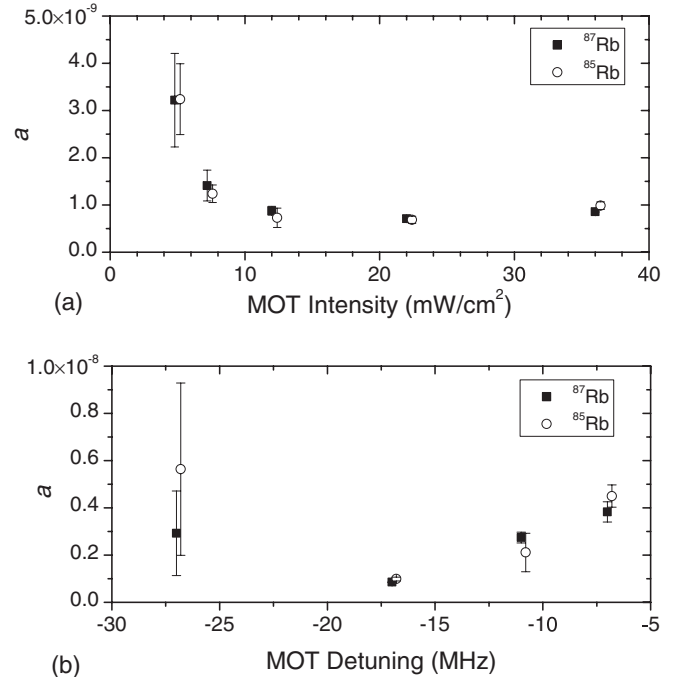 5.0×10⁻⁹
4.0
3.0
2.0
1.0
0.0
a
⁸⁷Rb
⁸⁵Rb
0 10 20 30 40
(a) MOT Intensity (mW/cm²)
1.0×10⁻⁸
0.8
0.6
0.4
0.2
0.0
a
⁸⁷Rb
⁸⁵Rb
-30 -25 -20 -15 -10 -5
(b) MOT Detuning (MHz)